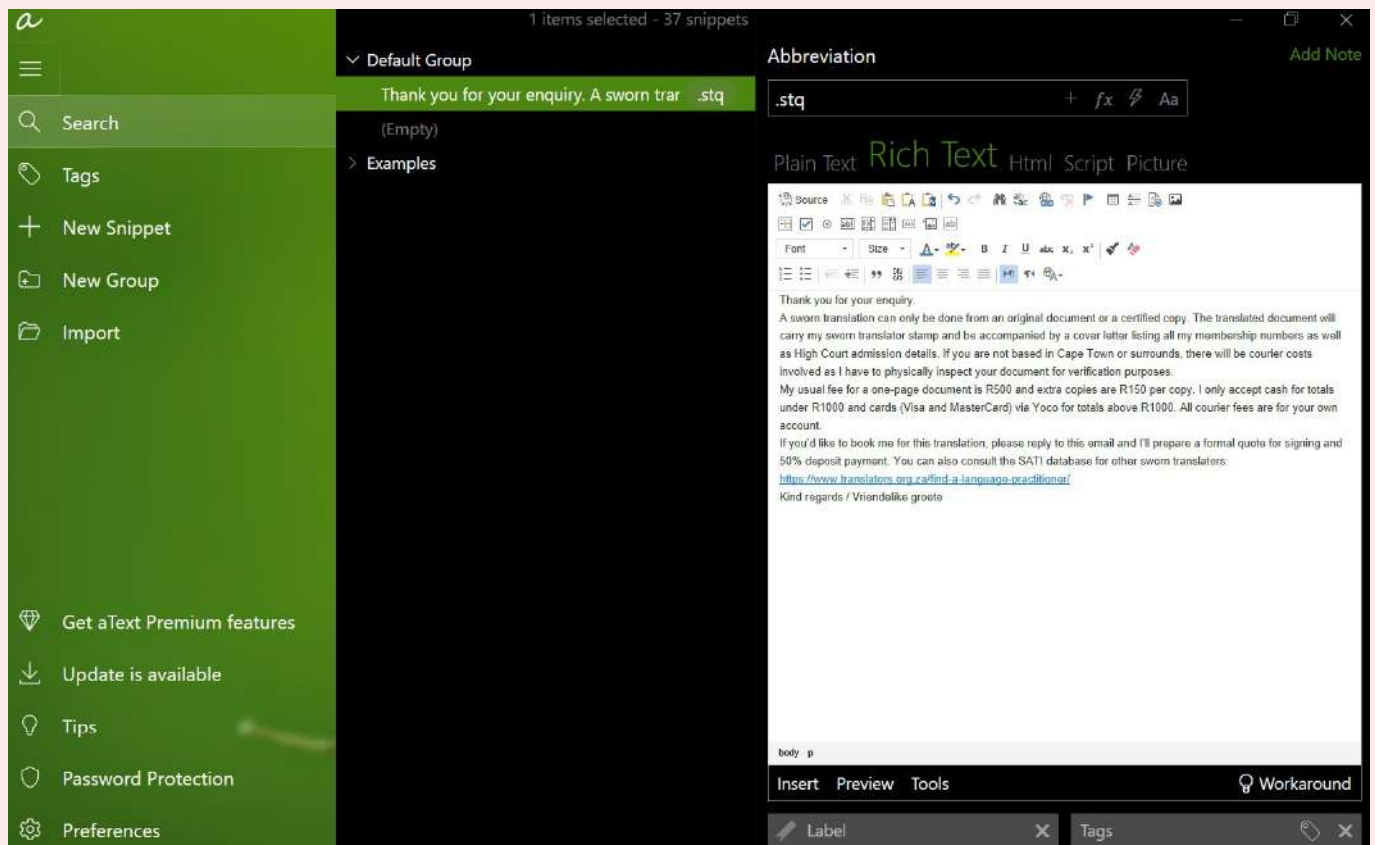 a
1 items selected - 37 snippets
Search
Tags
New Snippet
New Group
Import
Get aText Premium features
Update is available
Tips
Password Protection
Preferences
Default Group
Thank you for your enquiry. A sworn trar .stq
(Empty)
Examples
Abbreviation
Add Note
.stq + fx Aa
Plain Text Rich Text Html Script Picture
Source
Font Size A B I U abc x, x²
Thank you for your enquiry.
A sworn translation can only be done from an original document or a certified copy. The translated document will
carry my sworn translator stamp and be accompanied by a cover letter listing all my membership numbers as well
as High Court admission details. If you are not based in Cape Town or surrounds, there will be courier costs
involved as I have to physically inspect your document for verification purposes.
My usual fee for a one-page document is R500 and extra copies are R150 per copy. I only accept cash for totals
under R1000 and cards (Visa and MasterCard) via Yoco for totals above R1000. All courier fees are for your own
account.
If you'd like to book me for this translation, please reply to this email and I'll prepare a formal quote for signing and
50% deposit payment. You can also consult the SATI database for other sworn translators:
https://www.translators.org.za/find-a-language-practitioner/
Kind regards / Vriendelike groete
body p
Insert Preview Tools
Workaround
Label
Tags